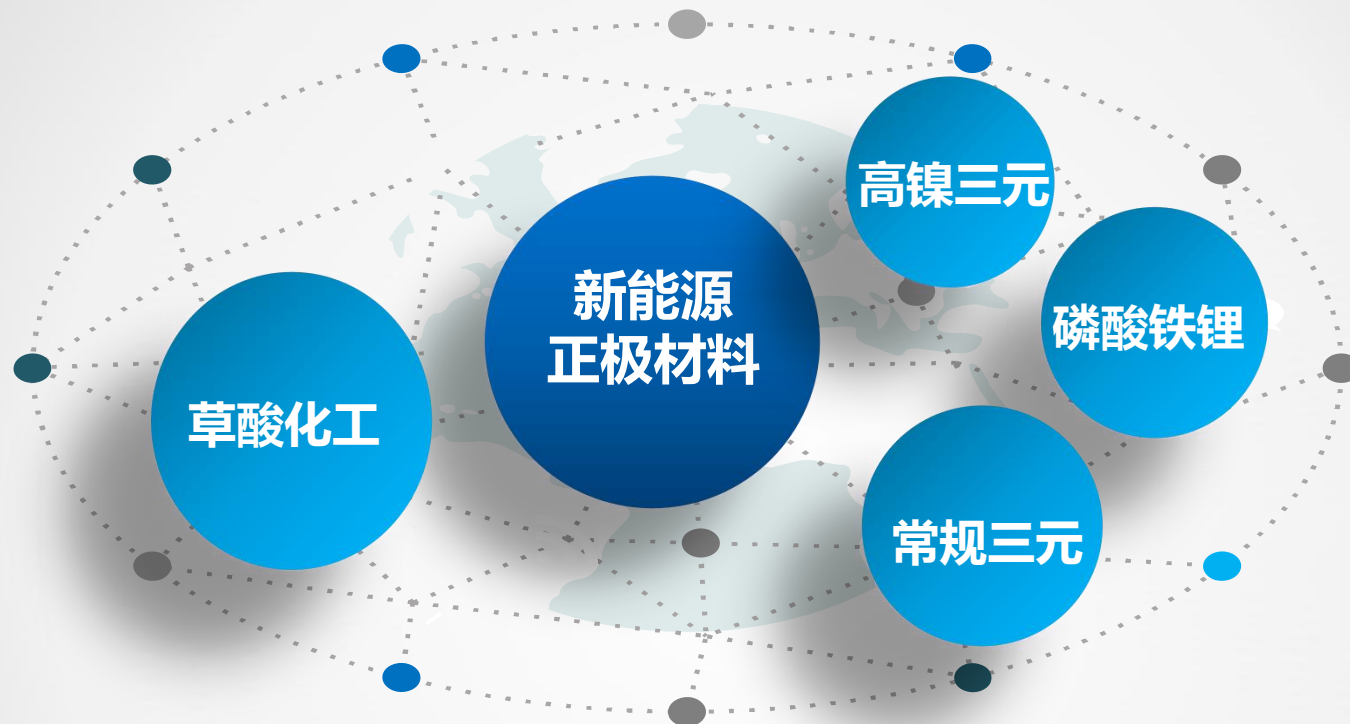 高镍三元
新能源
正极材料
磷酸铁锂
草酸化工
常规三元